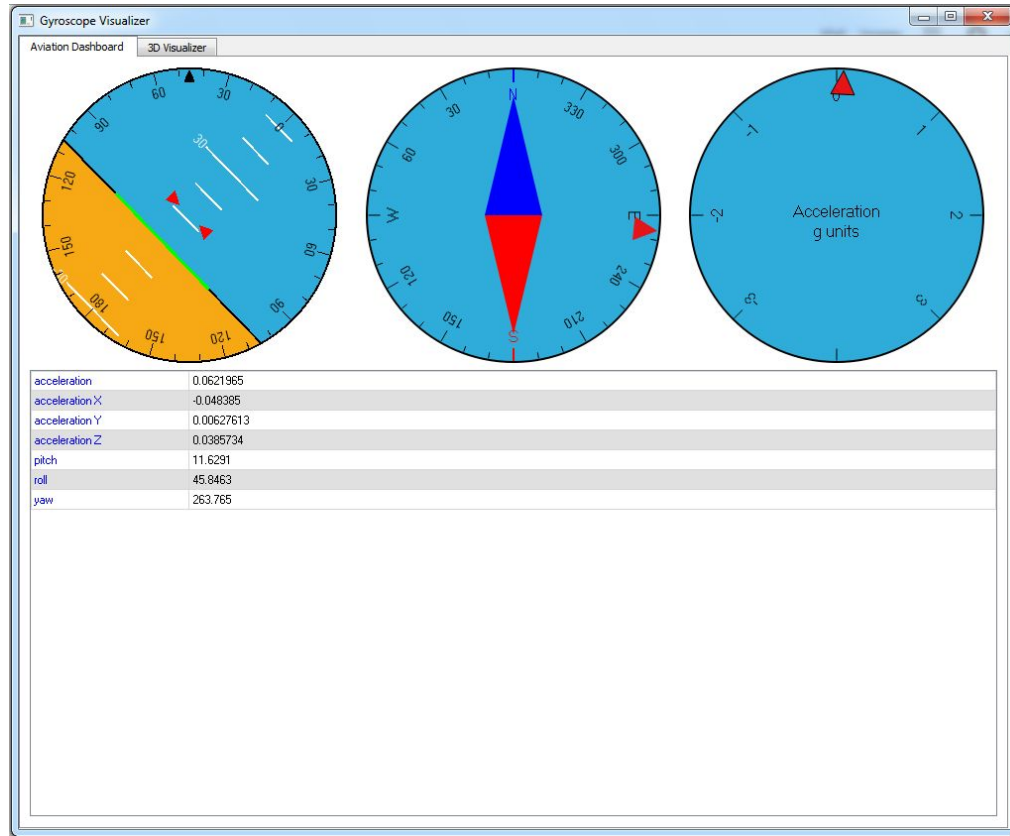 Gyroscope Visualizer
Aviation Dashboard 3D Visualizer
60 30
90 0
30
30
120
60
150
180
90
150 120
N
30 330
60 300
W E
120 240
150 210
S
0
-1 1
-2 Acceleration 2
g units
-3 3
acceleration 0.0621965
acceleration X -0.048385
acceleration Y 0.00627613
acceleration Z 0.0385734
pitch 11.6291
roll 45.8463
yaw 263.765